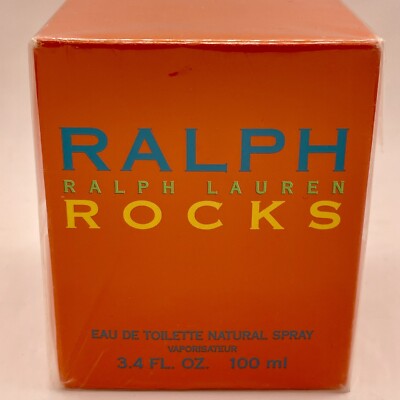 RALPH
RALPH LAUREN
ROCKS
EAU DE TOILETTE NATURAL SPRAY
VAPORISATEUR
3.4 FL. OZ. 100 ml